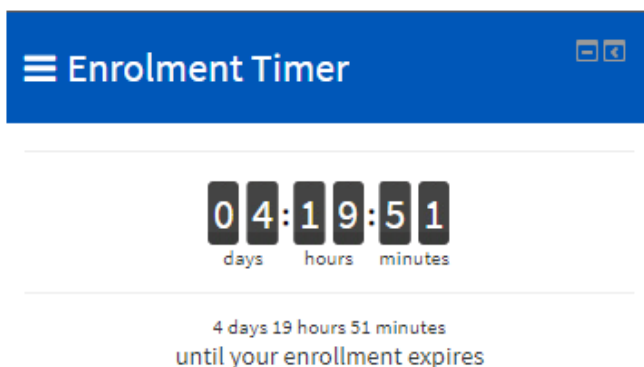 Enrolment Timer
04:19:51
days hours minutes
4 days 19 hours 51 minutes
until your enrollment expires